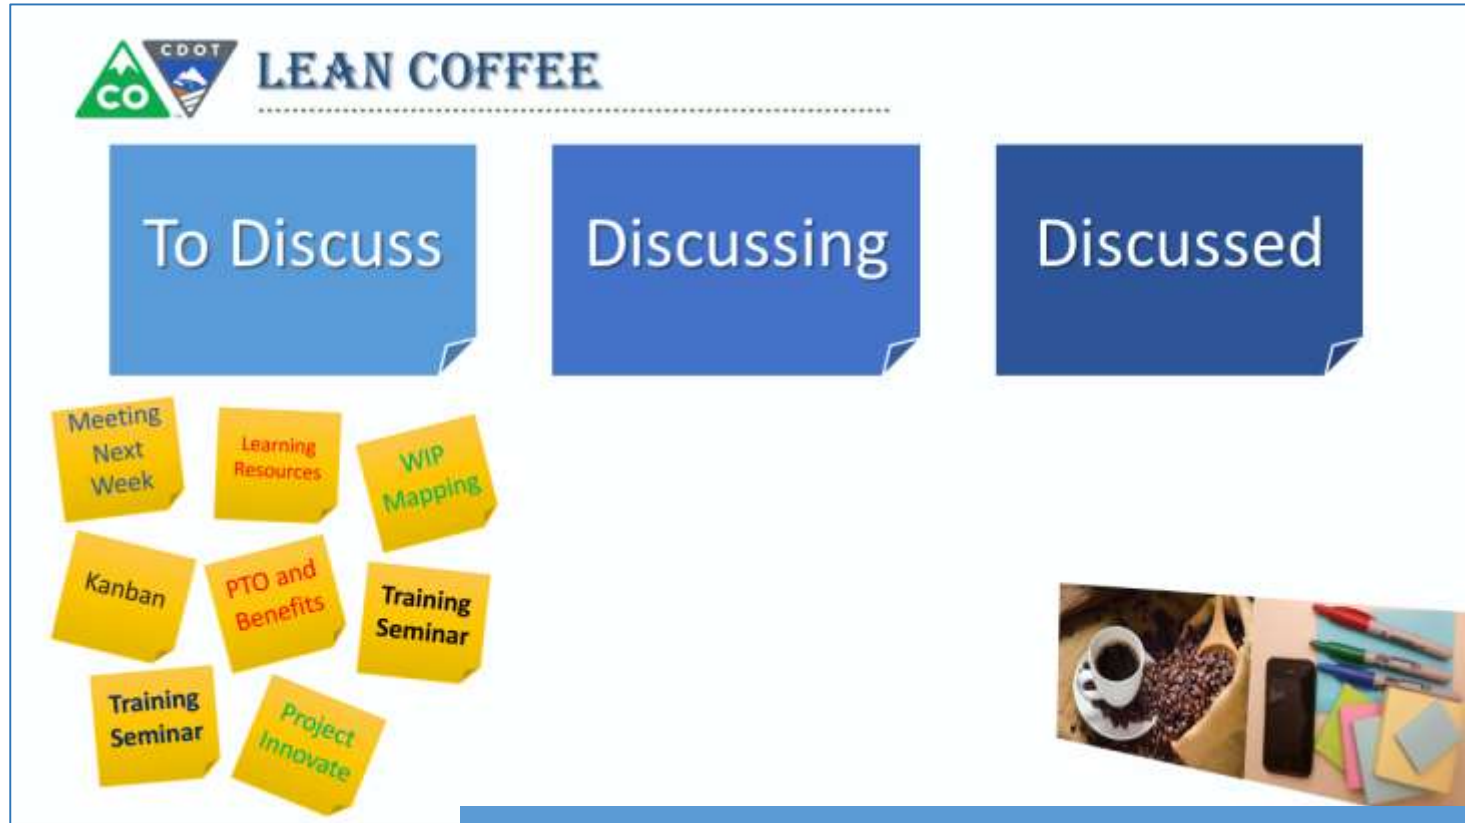 CDOT
CO
LEAN COFFEE
To Discuss
Discussing
Discussed
Meeting
Next
Week
Learning
Resources
WIP
Mapping
Kanban
PTO and
Benefits
Training
Seminar
Training
Seminar
Project
Innovate